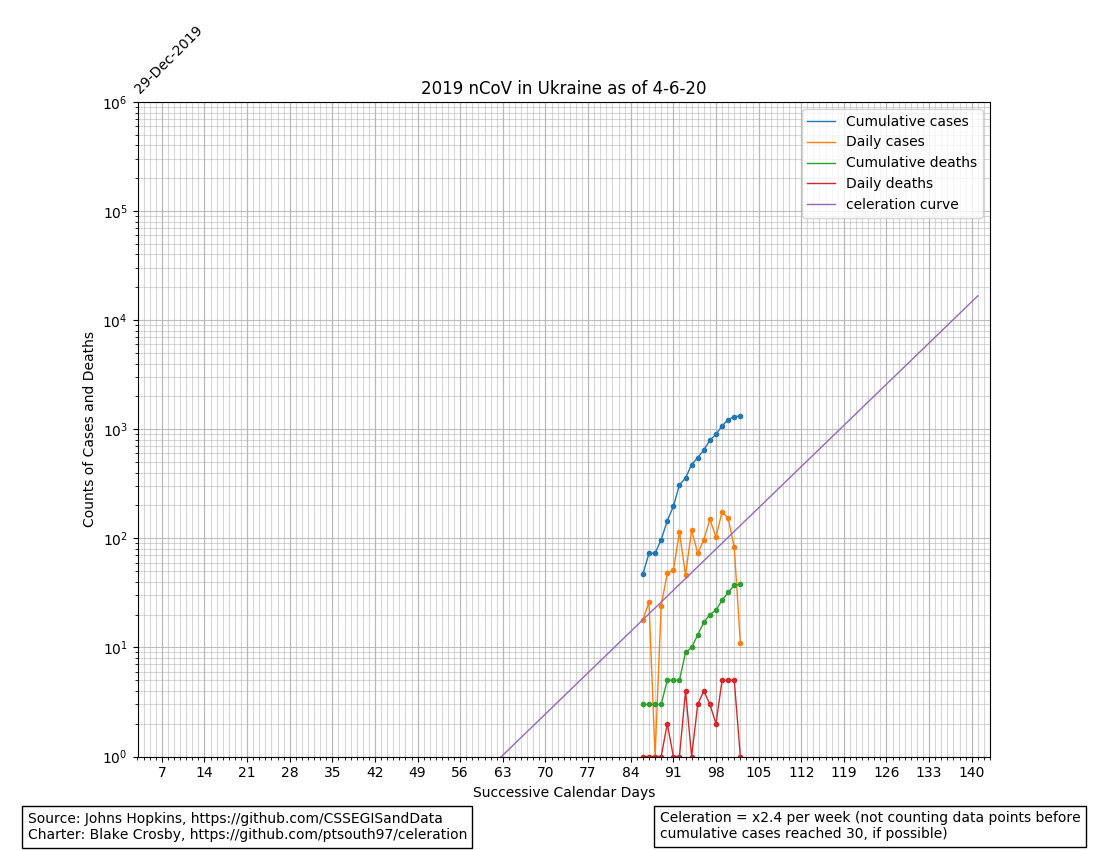 29-Dec-2019
2019 nCoV in Ukraine as of 4-6-20
Cumulative cases
Daily cases
Cumulative deaths
Daily deaths
celeration curve
Counts of Cases and Deaths
10^6
10^5
10^4
10^3
10^2
10^1
10^0
7 14 21 28 35 42 49 56 63 70 77 84 91 98 105 112 119 126 133 140
Successive Calendar Days
Source: Johns Hopkins, https://github.com/CSSEGISandData
Charter: Blake Crosby, https://github.com/ptsouth97/celeration
Celeration = x2.4 per week (not counting data points before
cumulative cases reached 30, if possible)